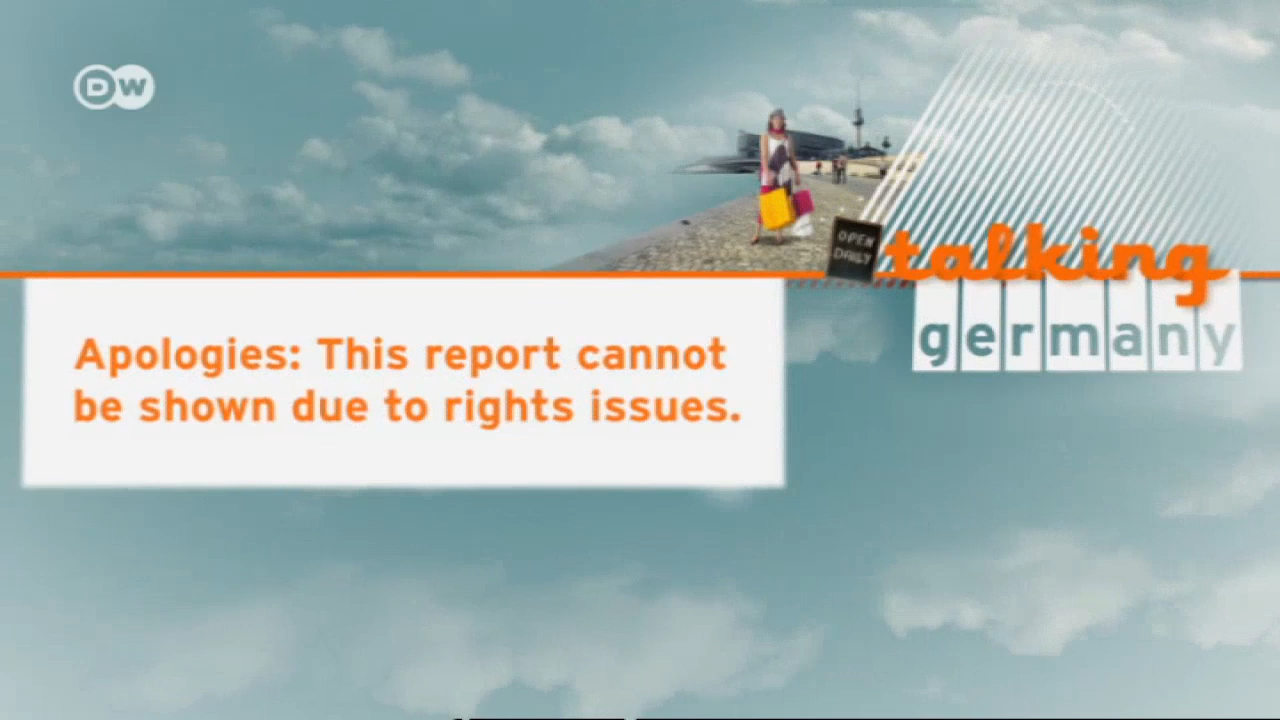 DW
OPEN
DAILY
talking
germany
Apologies: This report cannot
be shown due to rights issues.